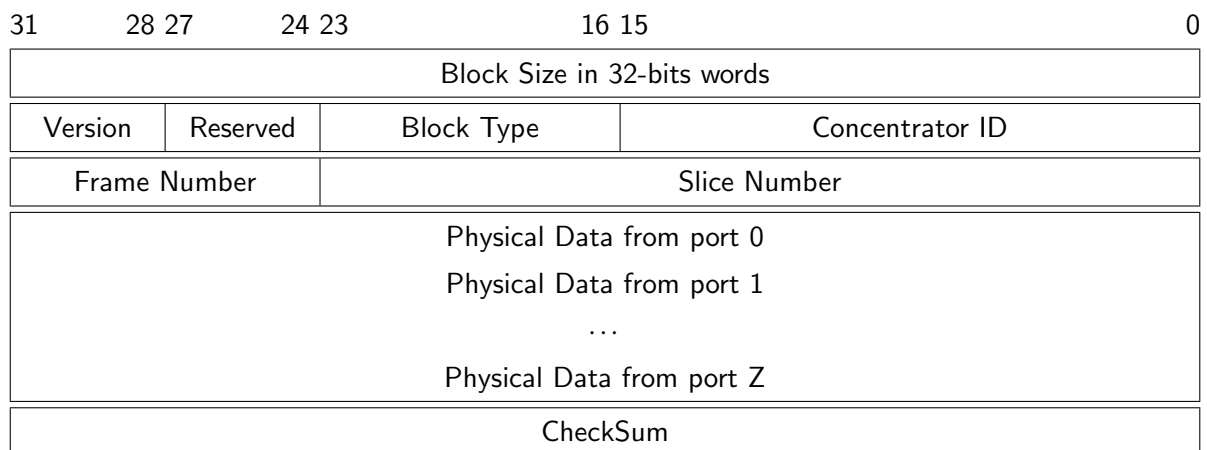 31 28 27 24 23 16 15 0
Block Size in 32-bits words
Version Reserved Block Type Concentrator ID
Frame Number Slice Number
Physical Data from port 0
Physical Data from port 1
...
Physical Data from port Z
CheckSum